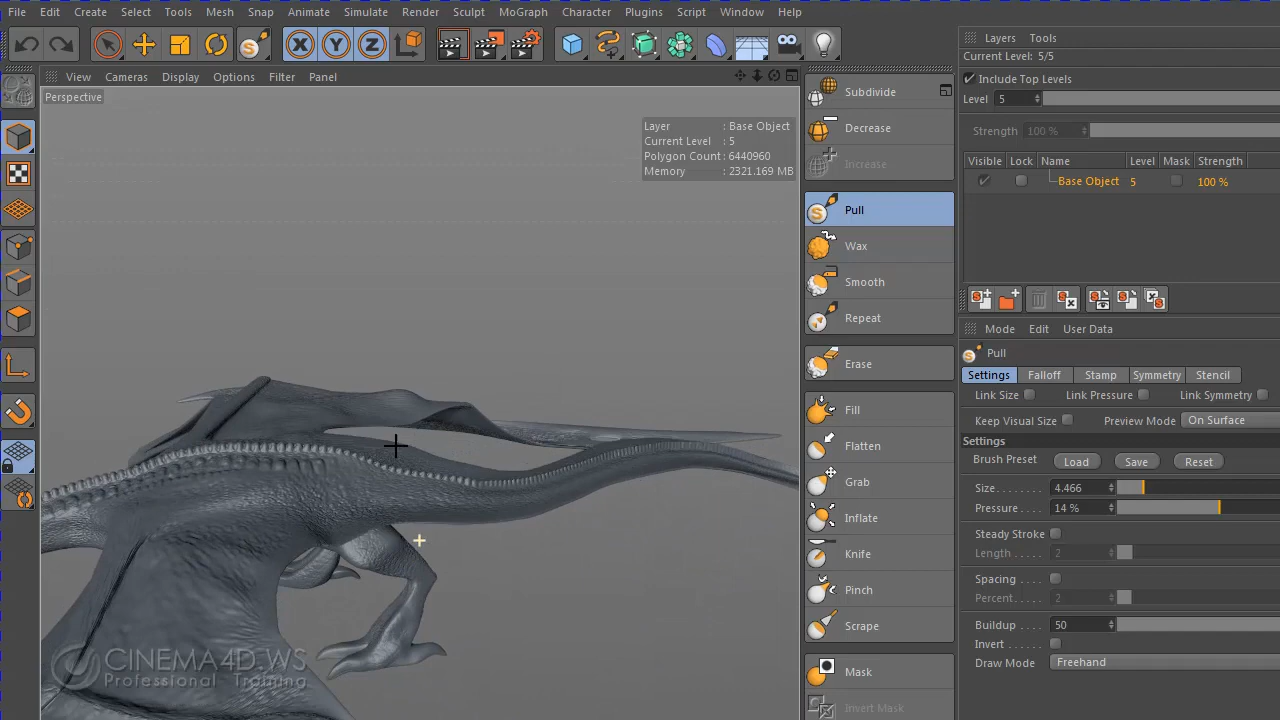 File Edit Create Select Tools Mesh Snap Animate Simulate Render Sculpt MoGraph Character Plugins Script Window Help
View Cameras Display Options Filter Panel
Perspective
Layer : Base Object
Current Level : 5
Polygon Count : 6440960
Memory : 2321.169 MB
Subdivide
Decrease
Increase
Pull
Wax
Smooth
Repeat
Erase
Fill
Flatten
Grab
Inflate
Knife
Pinch
Scrape
Mask
Invert Mask
Layers Tools
Current Level: 5/5
Include Top Levels
Level 5
Strength 100 %
Visible Lock Name Level Mask Strength
Base Object 5 100 %
Mode Edit User Data
Pull
Settings Falloff Stamp Symmetry Stencil
Link Size Link Pressure Link Symmetry
Keep Visual Size Preview Mode On Surface
Settings
Brush Preset Load Save Reset
Size 4.466
Pressure 14 %
Steady Stroke
Length 2
Spacing
Percent 2
Buildup 50
Invert
Draw Mode Freehand
CINEMA4D.WS
Professional Training